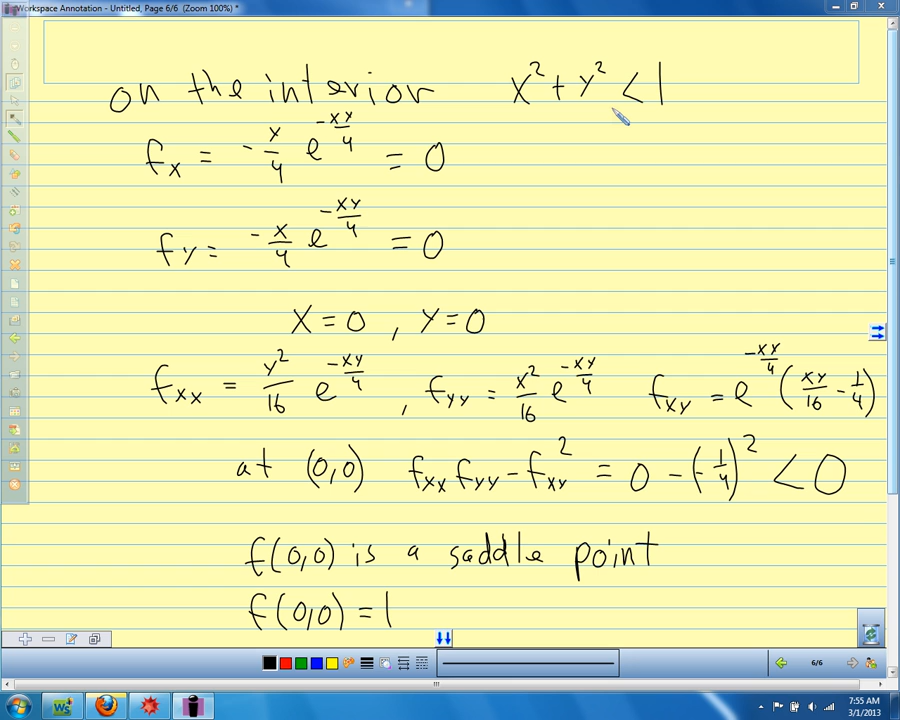 Workspace Annotation - Untitled, Page 6/6 (Zoom 100%) *
on the interior x² + y² < 1
fx = -y/4 e^(-xy/4) = 0
fy = -x/4 e^(-xy/4) = 0
x = 0 , y = 0
fxx = y²/16 e^(-xy/4) , fyy = x²/16 e^(-xy/4) fxy = e^(-xy/4) (xy/16 - 1/4)
at (0,0) fxx fyy - fxy² = 0 - (-1/4)² < 0
f(0,0) is a saddle point
f(0,0) = 1
6/6
7:55 AM
3/1/2013